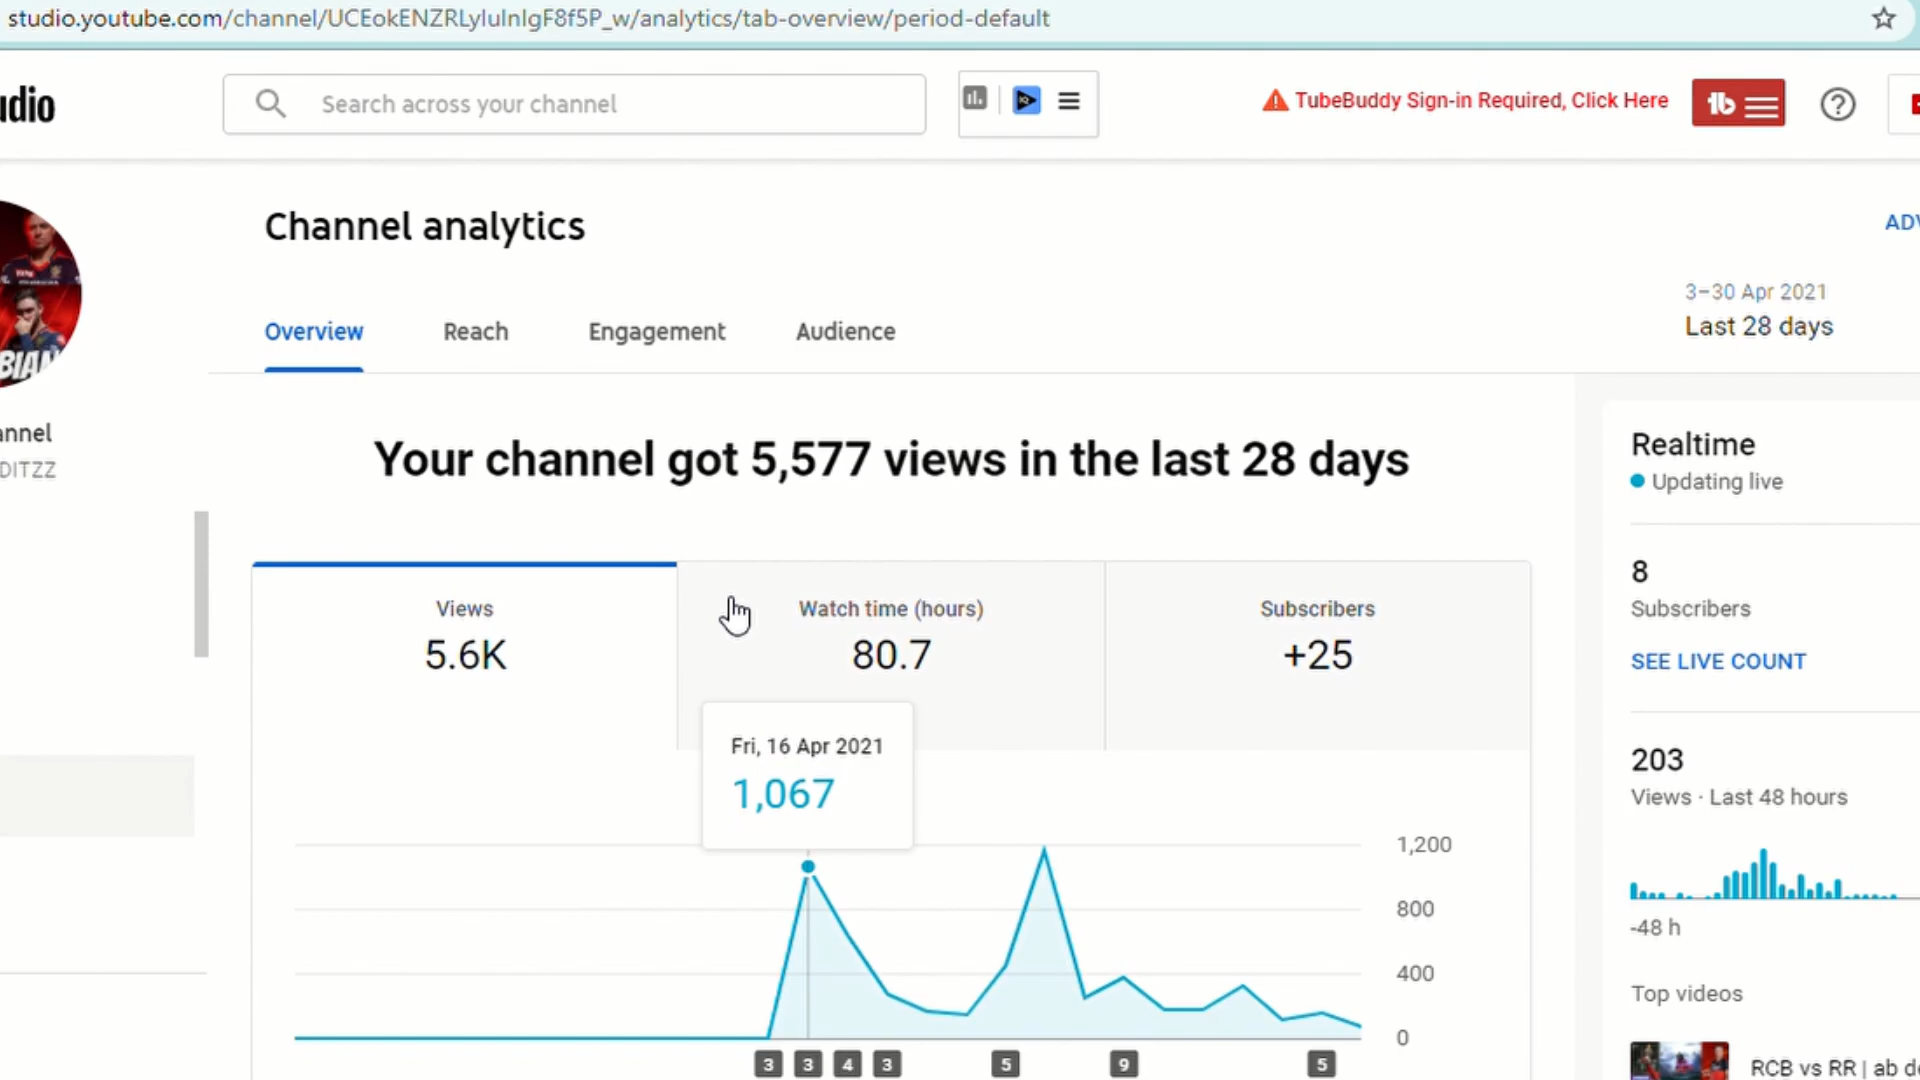 studio.youtube.com/channel/UCEokENZRLyluInIgF8f5P_w/analytics/tab-overview/period-default
udio
Search across your channel
TubeBuddy Sign-in Required, Click Here
Channel analytics
ADV
3–30 Apr 2021
Last 28 days
Overview
Reach
Engagement
Audience
BIAN
annel
DITZZ
Your channel got 5,577 views in the last 28 days
Realtime
Updating live
Views
5.6K
Watch time (hours)
80.7
Subscribers
+25
8
Subscribers
SEE LIVE COUNT
Fri, 16 Apr 2021
1,067
203
Views · Last 48 hours
1,200
800
400
0
-48 h
3
3
4
3
5
9
5
Top videos
RCB vs RR | ab de